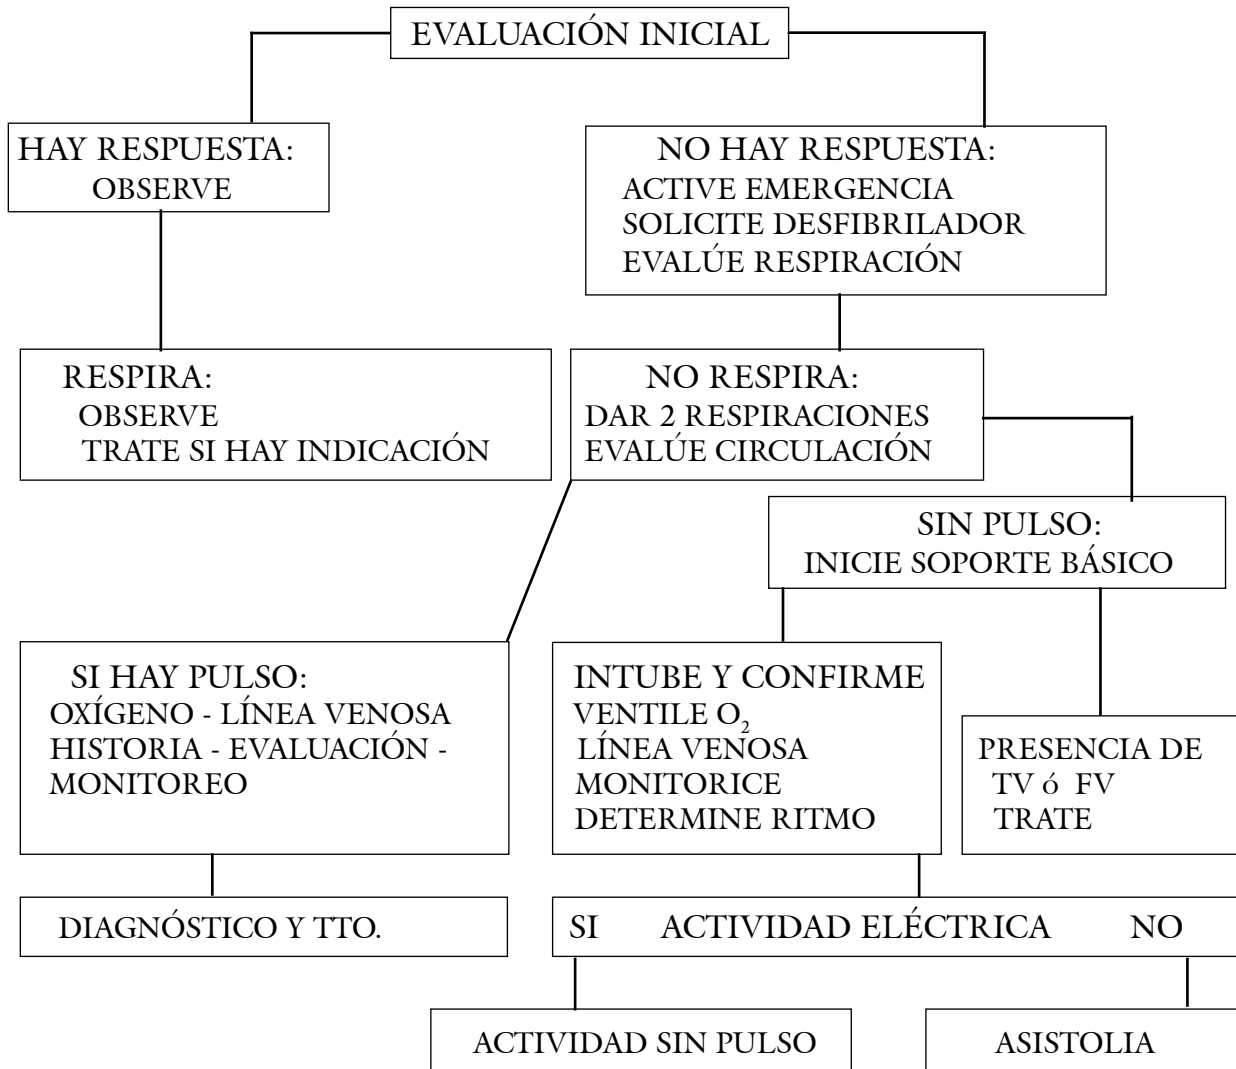 EVALUACIÓN INICIAL
HAY RESPUESTA:
OBSERVE
NO HAY RESPUESTA:
ACTIVE EMERGENCIA
SOLICITE DESFIBRILADOR
EVALÚE RESPIRACIÓN
RESPIRA:
OBSERVE
TRATE SI HAY INDICACIÓN
NO RESPIRA:
DAR 2 RESPIRACIONES
EVALÚE CIRCULACIÓN
SIN PULSO:
INICIE SOPORTE BÁSICO
SI HAY PULSO:
OXÍGENO - LÍNEA VENOSA
HISTORIA - EVALUACIÓN -
MONITOREO
INTUBE Y CONFIRME
VENTILE O₂
LÍNEA VENOSA
MONITORICE
DETERMINE RITMO
PRESENCIA DE
TV ó FV
TRATE
DIAGNÓSTICO Y TTO.
SI ACTIVIDAD ELÉCTRICA NO
ACTIVIDAD SIN PULSO
ASISTOLIA